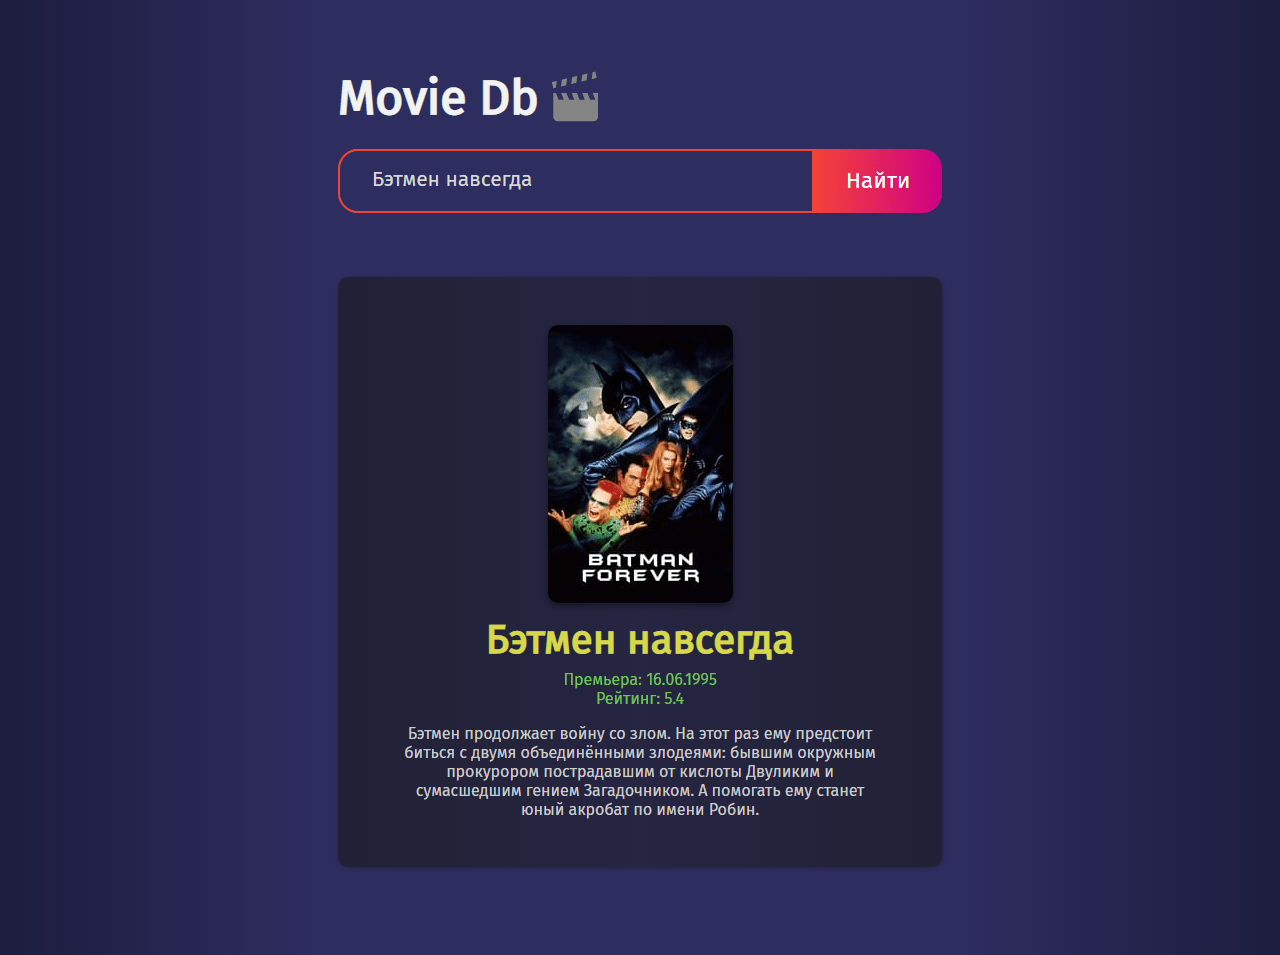 Movie Db
Бэтмен навсегда
Найти
BATMAN
FOREVER
Бэтмен навсегда
Премьера: 16.06.1995
Рейтинг: 5.4
Бэтмен продолжает войну со злом. На этот раз ему предстоит
биться с двумя объединёнными злодеями: бывшим окружным
прокурором пострадавшим от кислоты Двуликим и
сумасшедшим гением Загадочником. А помогать ему станет
юный акробат по имени Робин.